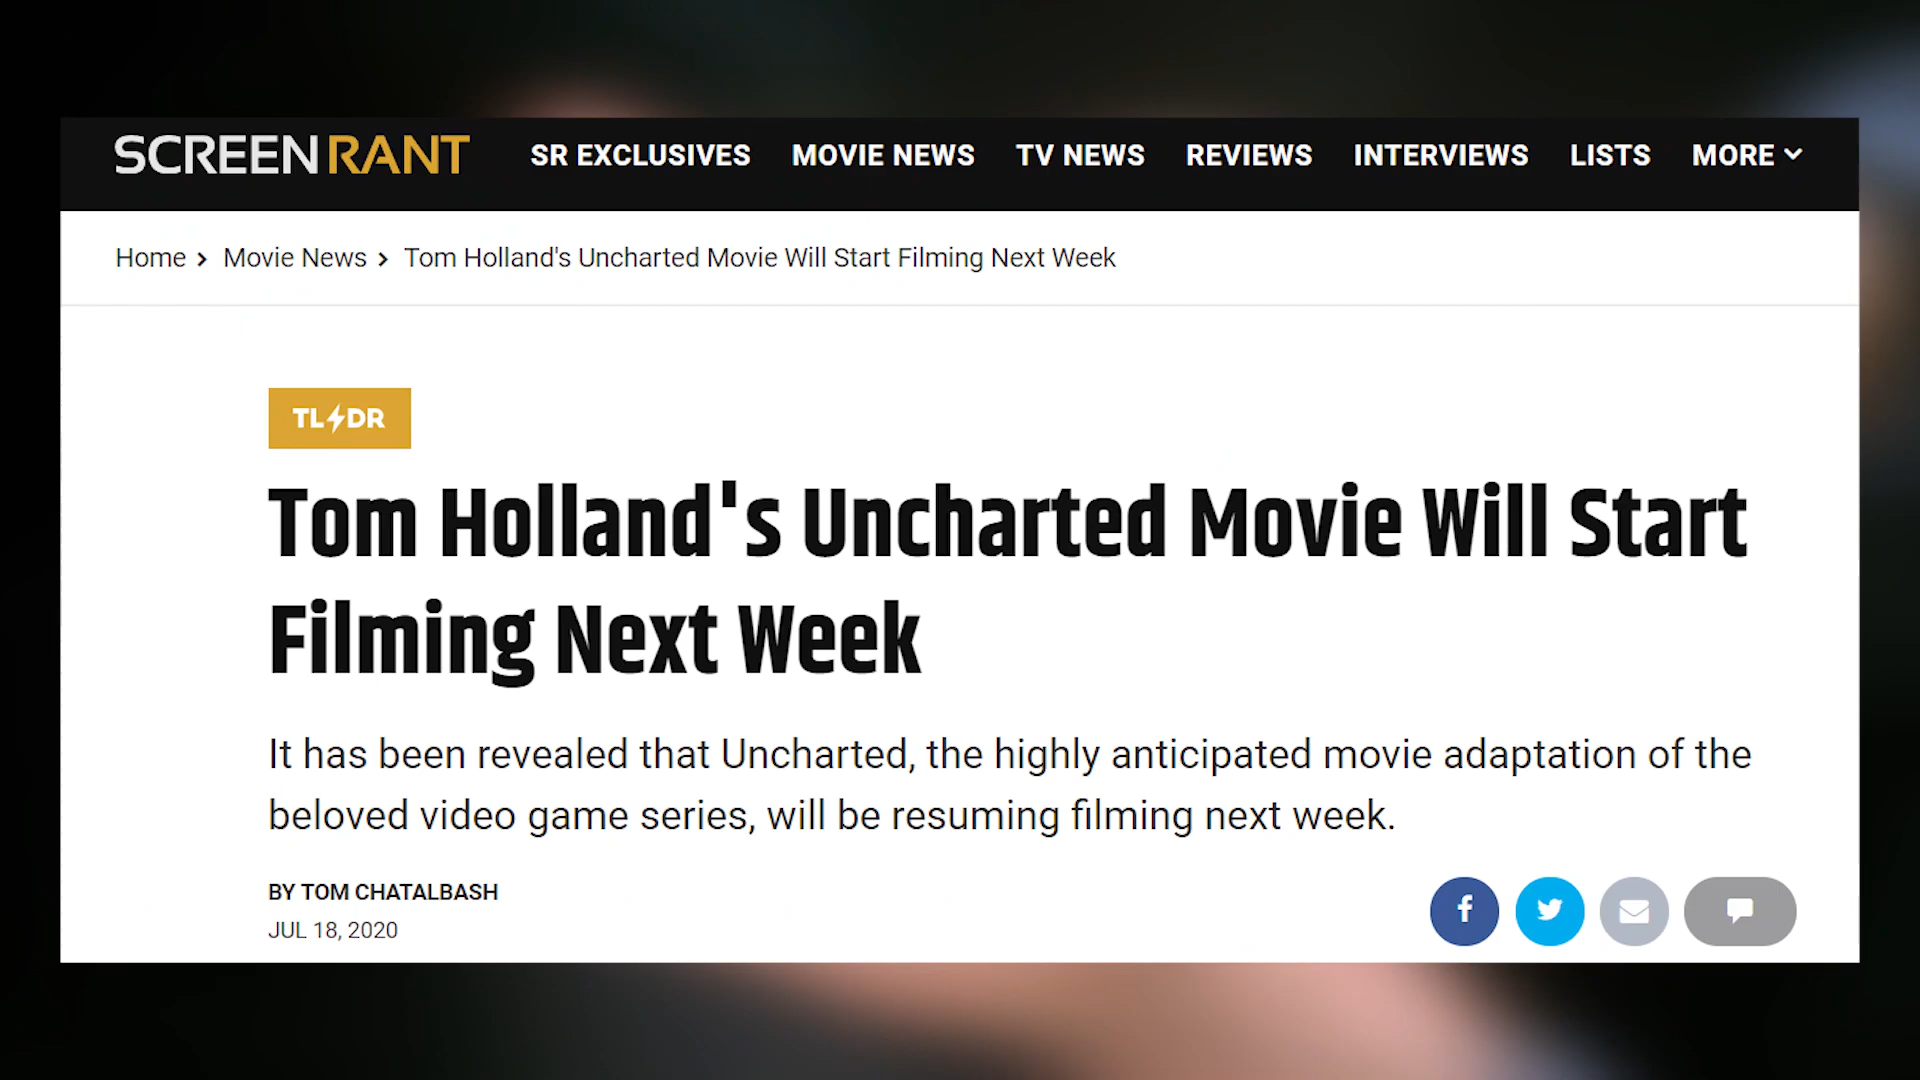 SCREENRANT SR EXCLUSIVES MOVIE NEWS TV NEWS REVIEWS INTERVIEWS LISTS MORE
Home > Movie News > Tom Holland's Uncharted Movie Will Start Filming Next Week
TL DR
Tom Holland's Uncharted Movie Will Start
Filming Next Week
It has been revealed that Uncharted, the highly anticipated movie adaptation of the
beloved video game series, will be resuming filming next week.
BY TOM CHATALBASH
JUL 18, 2020